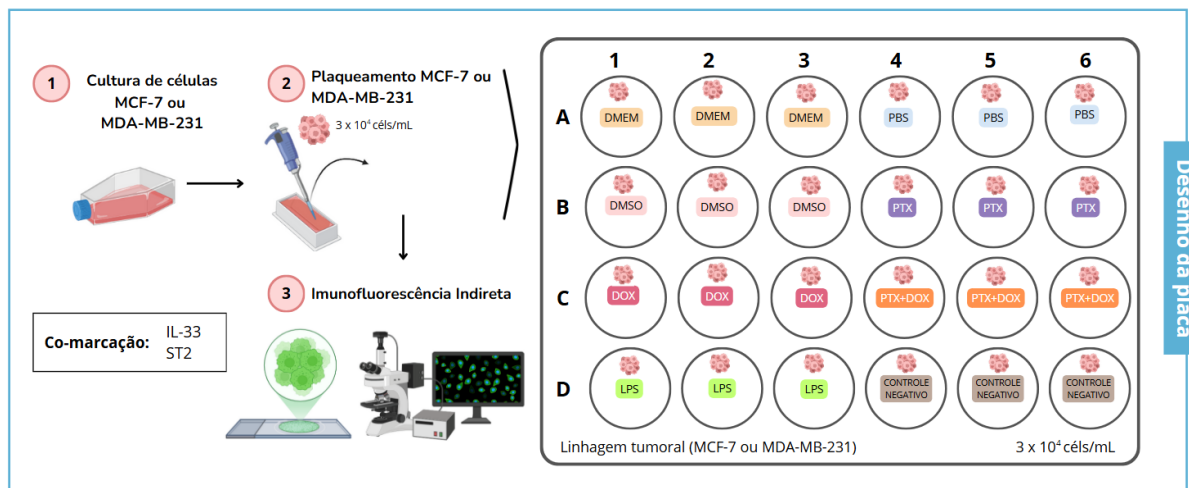 1
Cultura de células
MCF-7 ou
MDA-MB-231
2
Plaqueamento MCF-7 ou
MDA-MB-231
3 x 10⁴ céls/mL
3
Imunofluorescência Indireta
Co-marcação:
IL-33
ST2
1 2 3 4 5 6
A
DMEM DMEM DMEM PBS PBS PBS
B
DMSO DMSO DMSO PTX PTX PTX
C
DOX DOX DOX PTX+DOX PTX+DOX PTX+DOX
D
LPS LPS LPS
CONTROLE
NEGATIVO
CONTROLE
NEGATIVO
CONTROLE
NEGATIVO
Linhagem tumoral (MCF-7 ou MDA-MB-231)
3 x 10⁴ céls/mL
Desenho da placa